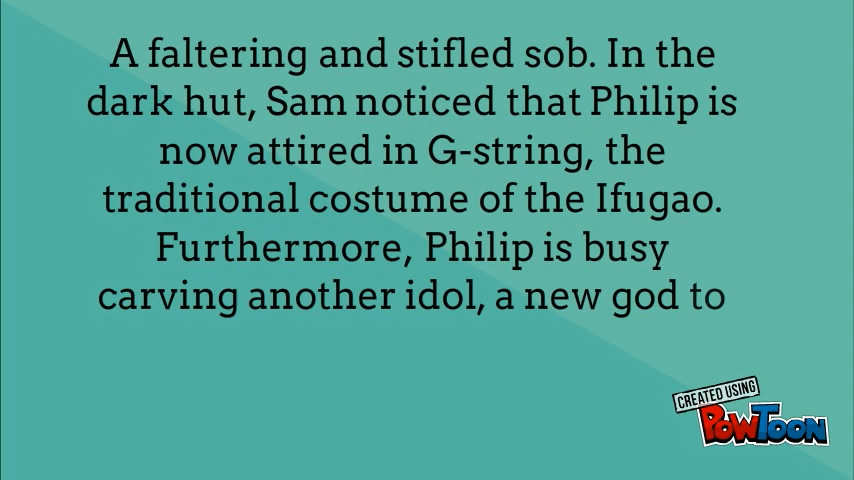 A faltering and stifled sob. In the
dark hut, Sam noticed that Philip is
now attired in G-string, the
traditional costume of the Ifugao.
Furthermore, Philip is busy
carving another idol, a new god to
CREATED USING
POWTOON